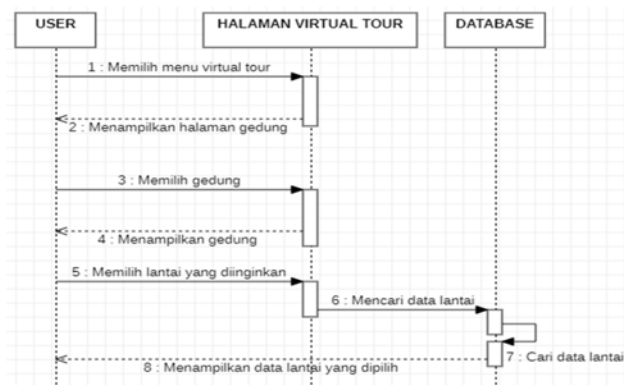 USER
HALAMAN VIRTUAL TOUR
DATABASE
1 : Memilih menu virtual tour
2 : Menampilkan halaman gedung
3 : Memilih gedung
4 : Menampilkan gedung
5 : Memilih lantai yang diinginkan
6 : Mencari data lantai
7 : Cari data lantai
8 : Menampilkan data lantai yang dipilih